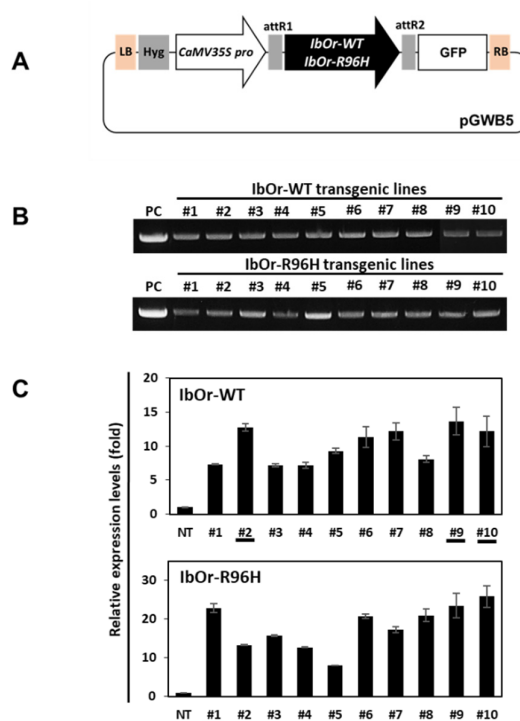 A
LB Hyg CaMV35S pro attR1 IbOr-WT attR2 GFP RB
IbOr-R96H
pGWB5
B
IbOr-WT transgenic lines
PC #1 #2 #3 #4 #5 #6 #7 #8 #9 #10
IbOr-R96H transgenic lines
PC #1 #2 #3 #4 #5 #6 #7 #8 #9 #10
C
Relative expression levels (fold)
IbOr-WT
20
15
10
5
0
NT #1 #2 #3 #4 #5 #6 #7 #8 #9 #10
IbOr-R96H
30
20
10
0
NT #1 #2 #3 #4 #5 #6 #7 #8 #9 #10